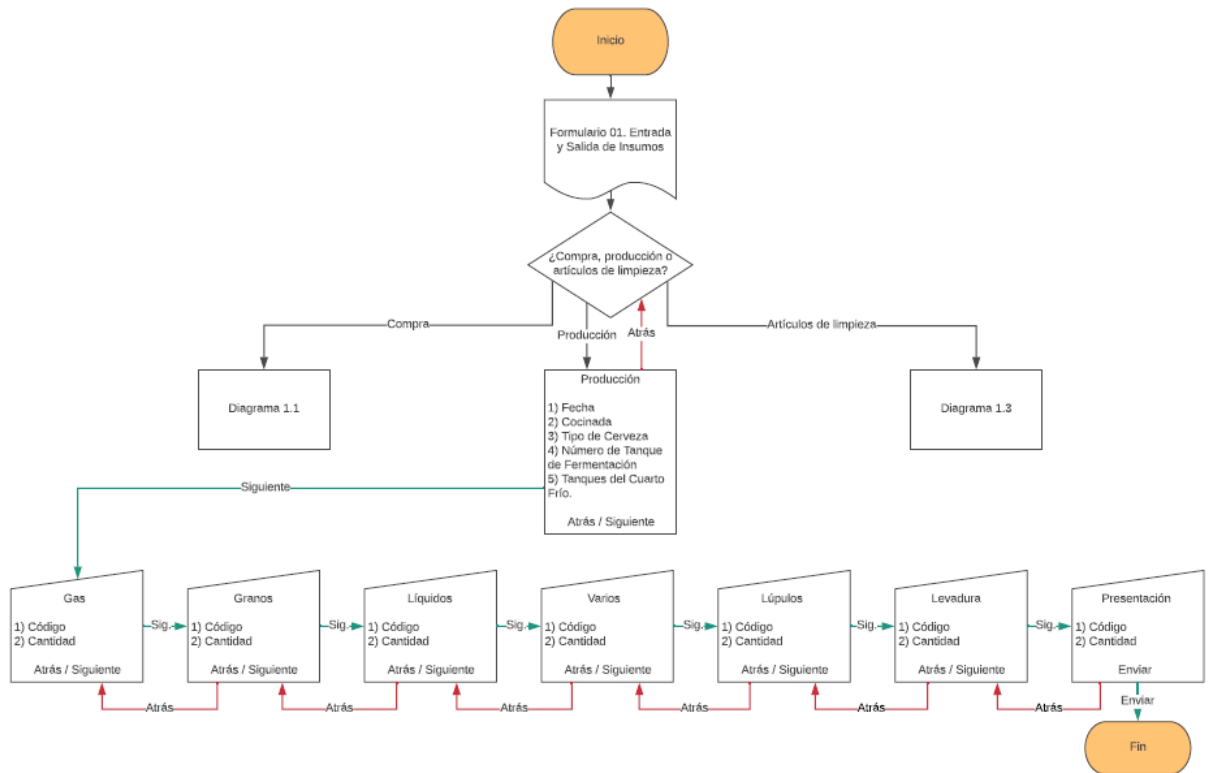 Inicio
Formulario 01. Entrada
y Salida de Insumos
¿Compra, producción o
artículos de limpieza?
Compra
Producción
Atrás
Artículos de limpieza
Diagrama 1.1
Producción
1) Fecha
2) Cocinada
3) Tipo de Cerveza
4) Número de Tanque
de Fermentación
5) Tanques del Cuarto
Frío.
Atrás / Siguiente
Diagrama 1.3
Siguiente
Gas
1) Código
2) Cantidad
Atrás / Siguiente
Sig.
Granos
1) Código
2) Cantidad
Atrás / Siguiente
Sig.
Líquidos
1) Código
2) Cantidad
Atrás / Siguiente
Sig.
Varios
1) Código
2) Cantidad
Atrás / Siguiente
Sig.
Lúpulos
1) Código
2) Cantidad
Atrás / Siguiente
Sig.
Levadura
1) Código
2) Cantidad
Atrás / Siguiente
Sig.
Presentación
1) Código
2) Cantidad
Enviar
Atrás
Atrás
Atrás
Atrás
Atrás
Atrás
Enviar
Fin